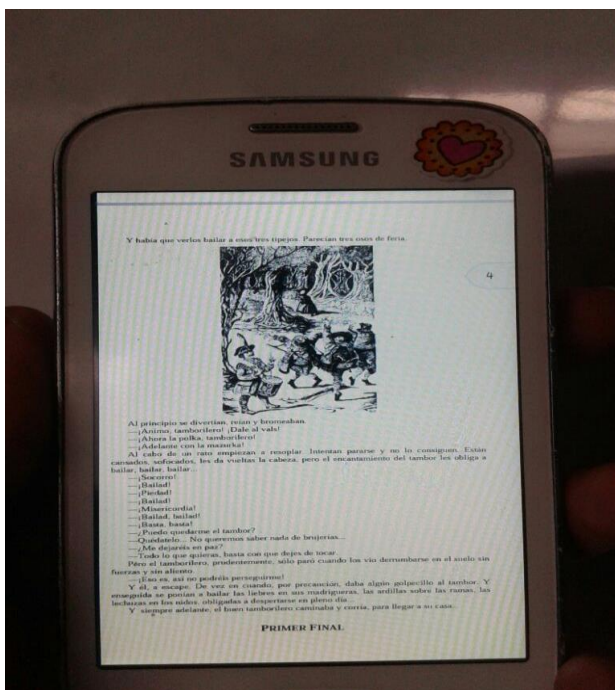 SAMSUNG
Y había que verlos bailar a esos tres tipejos. Parecían tres osos de feria.
4
Al principio se divertían, reían y bromeaban.
—¡Ánimo, tamborilero! ¡Dale al vals!
—¡Ahora la polka, tamborilero!
—¡Adelante con la mazurka!
Al cabo de un rato empiezan a resoplar. Intentan pararse y no lo consiguen. Están
cansados, sofocados, les da vueltas la cabeza, pero el encantamiento del tambor les obliga a
bailar, bailar, bailar...
—¡Socorro!
—¡Bailad!
—¡Piedad!
—¡Bailad!
—¡Misericordia!
—¡Bailad, bailad!
—¡Basta, basta!
—¿Puedo quedarme el tambor?
—Quédatelo... No queremos saber nada de brujerías...
—¿Me dejaréis en paz?
—Todo lo que quieras, basta con que dejes de tocar.
Pero el tamborilero, prudentemente, sólo paró cuando los vio derrumbarse en el suelo sin
fuerzas y sin aliento.
—¡Eso es, así no podréis perseguirme!
Y él, a escape. De vez en cuando, por precaución, daba algún golpecillo al tambor. Y
enseguida se ponían a bailar las liebres en sus madrigueras, las ardillas sobre las ramas, las
lechuzas en los nidos, obligadas a despertarse en pleno día...
Y siempre adelante, el buen tamborilero caminaba y corría, para llegar a su casa...
PRIMER FINAL